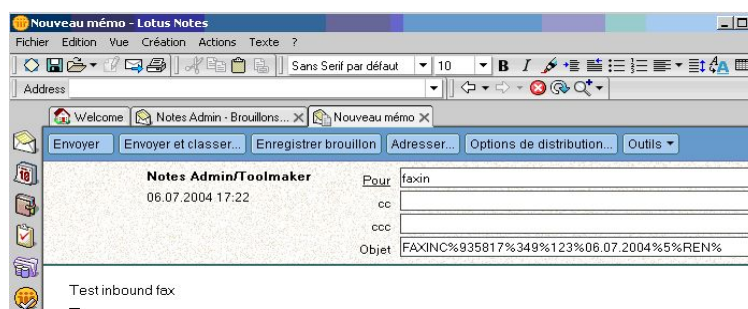 Nouveau mémo - Lotus Notes
Fichier Edition Vue Création Actions Texte ?
Sans Serif par défaut 10 B I
Address
Welcome Notes Admin - Brouillons... Nouveau mémo
Envoyer Envoyer et classer... Enregistrer brouillon Adresser... Options de distribution... Outils
Notes Admin/Toolmaker Pour faxin
06.07.2004 17:22 cc
ccc
Objet FAXINC%935817%349%123%06.07.2004%5%REN%
Test inbound fax